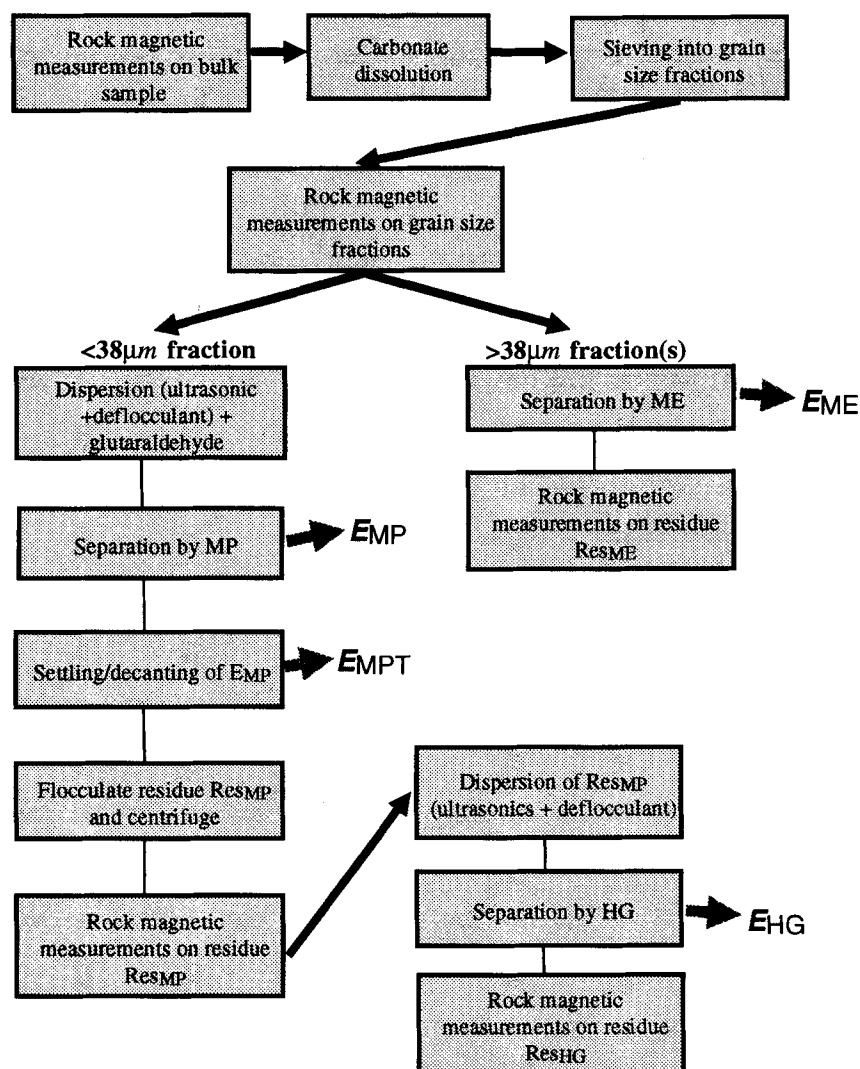 Rock magnetic
measurements on bulk
sample
Carbonate
dissolution
Sieving into grain
size fractions
Rock magnetic
measurements on grain size
fractions
<38μm fraction
Dispersion (ultrasonic
+deflocculant) +
glutaraldehyde
Separation by MP
EMP
Settling/decanting of EMP
EMPT
Flocculate residue ResMP
and centrifuge
Rock magnetic
measurements on residue
ResMP
>38μm fraction(s)
Separation by ME
EME
Rock magnetic
measurements on residue
ResME
Dispersion of ResMP
(ultrasonics + deflocculant)
Separation by HG
EHG
Rock magnetic
measurements on residue
ResHG